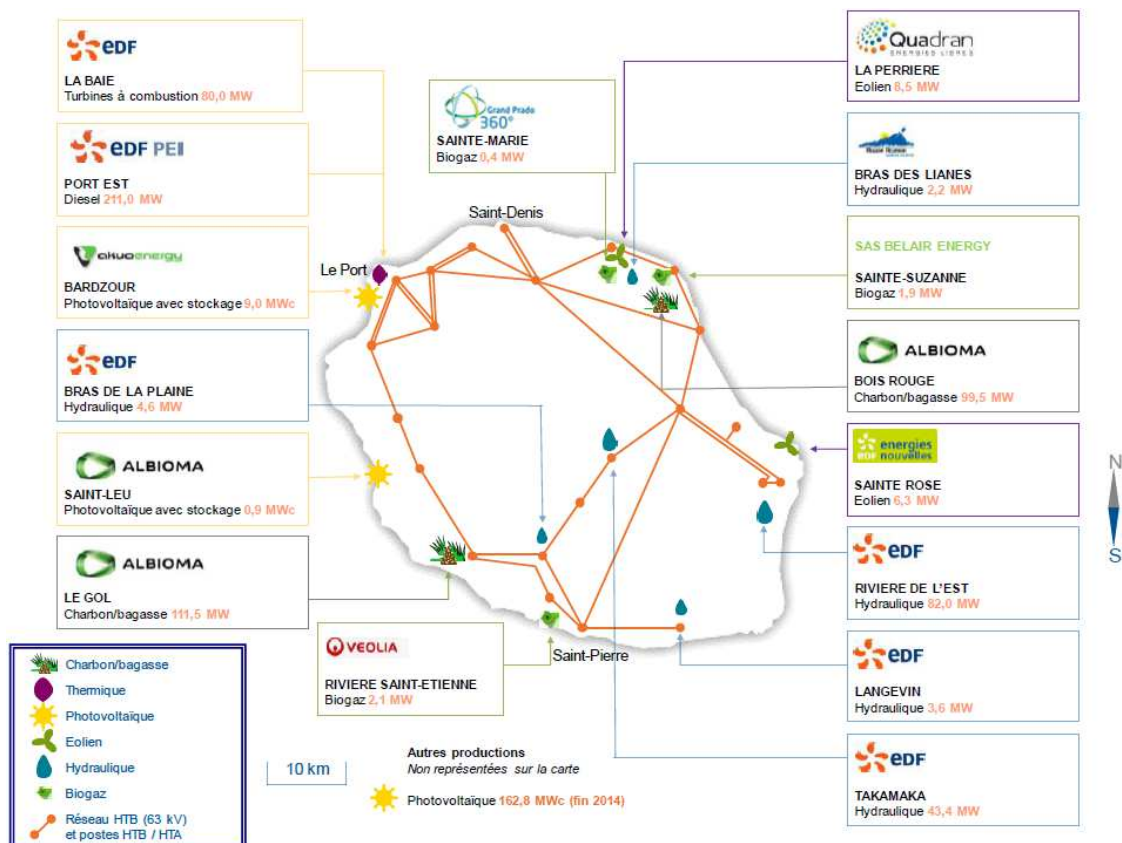 eDF
LA BAIE
Turbines à combustion 80,0 MW
eDF PEI
PORT EST
Diesel 211,0 MW
akuoenergy
BARDZOUR
Photovoltaïque avec stockage 9,0 MWc
eDF
BRAS DE LA PLAINE
Hydraulique 4,6 MW
ALBIOMA
SAINT-LEU
Photovoltaïque avec stockage 0,9 MWc
ALBIOMA
LE GOL
Charbon/bagasse 111,5 MW
Grand Prado
360°
SAINTE-MARIE
Biogaz 0,4 MW
Saint-Denis
Le Port
Saint-Pierre
VEOLIA
RIVIERE SAINT-ETIENNE
Biogaz 2,1 MW
Quadran
ENERGIES LIBRES
LA PERRIERE
Eolien 8,5 MW
BRAS DES LIANES
Hydraulique 2,2 MW
SAS BELAIR ENERGY
SAINTE-SUZANNE
Biogaz 1,9 MW
ALBIOMA
BOIS ROUGE
Charbon/bagasse 99,5 MW
energies
eDF nouvelles
SAINTE ROSE
Eolien 6,3 MW
eDF
RIVIERE DE L'EST
Hydraulique 82,0 MW
eDF
LANGEVIN
Hydraulique 3,6 MW
eDF
TAKAMAKA
Hydraulique 43,4 MW
N
S
Charbon/bagasse
Thermique
Photovoltaïque
Eolien
Hydraulique
Biogaz
Réseau HTB (63 kV)
et postes HTB / HTA
10 km
Autres productions
Non représentées sur la carte
Photovoltaïque 162,8 MWc (fin 2014)